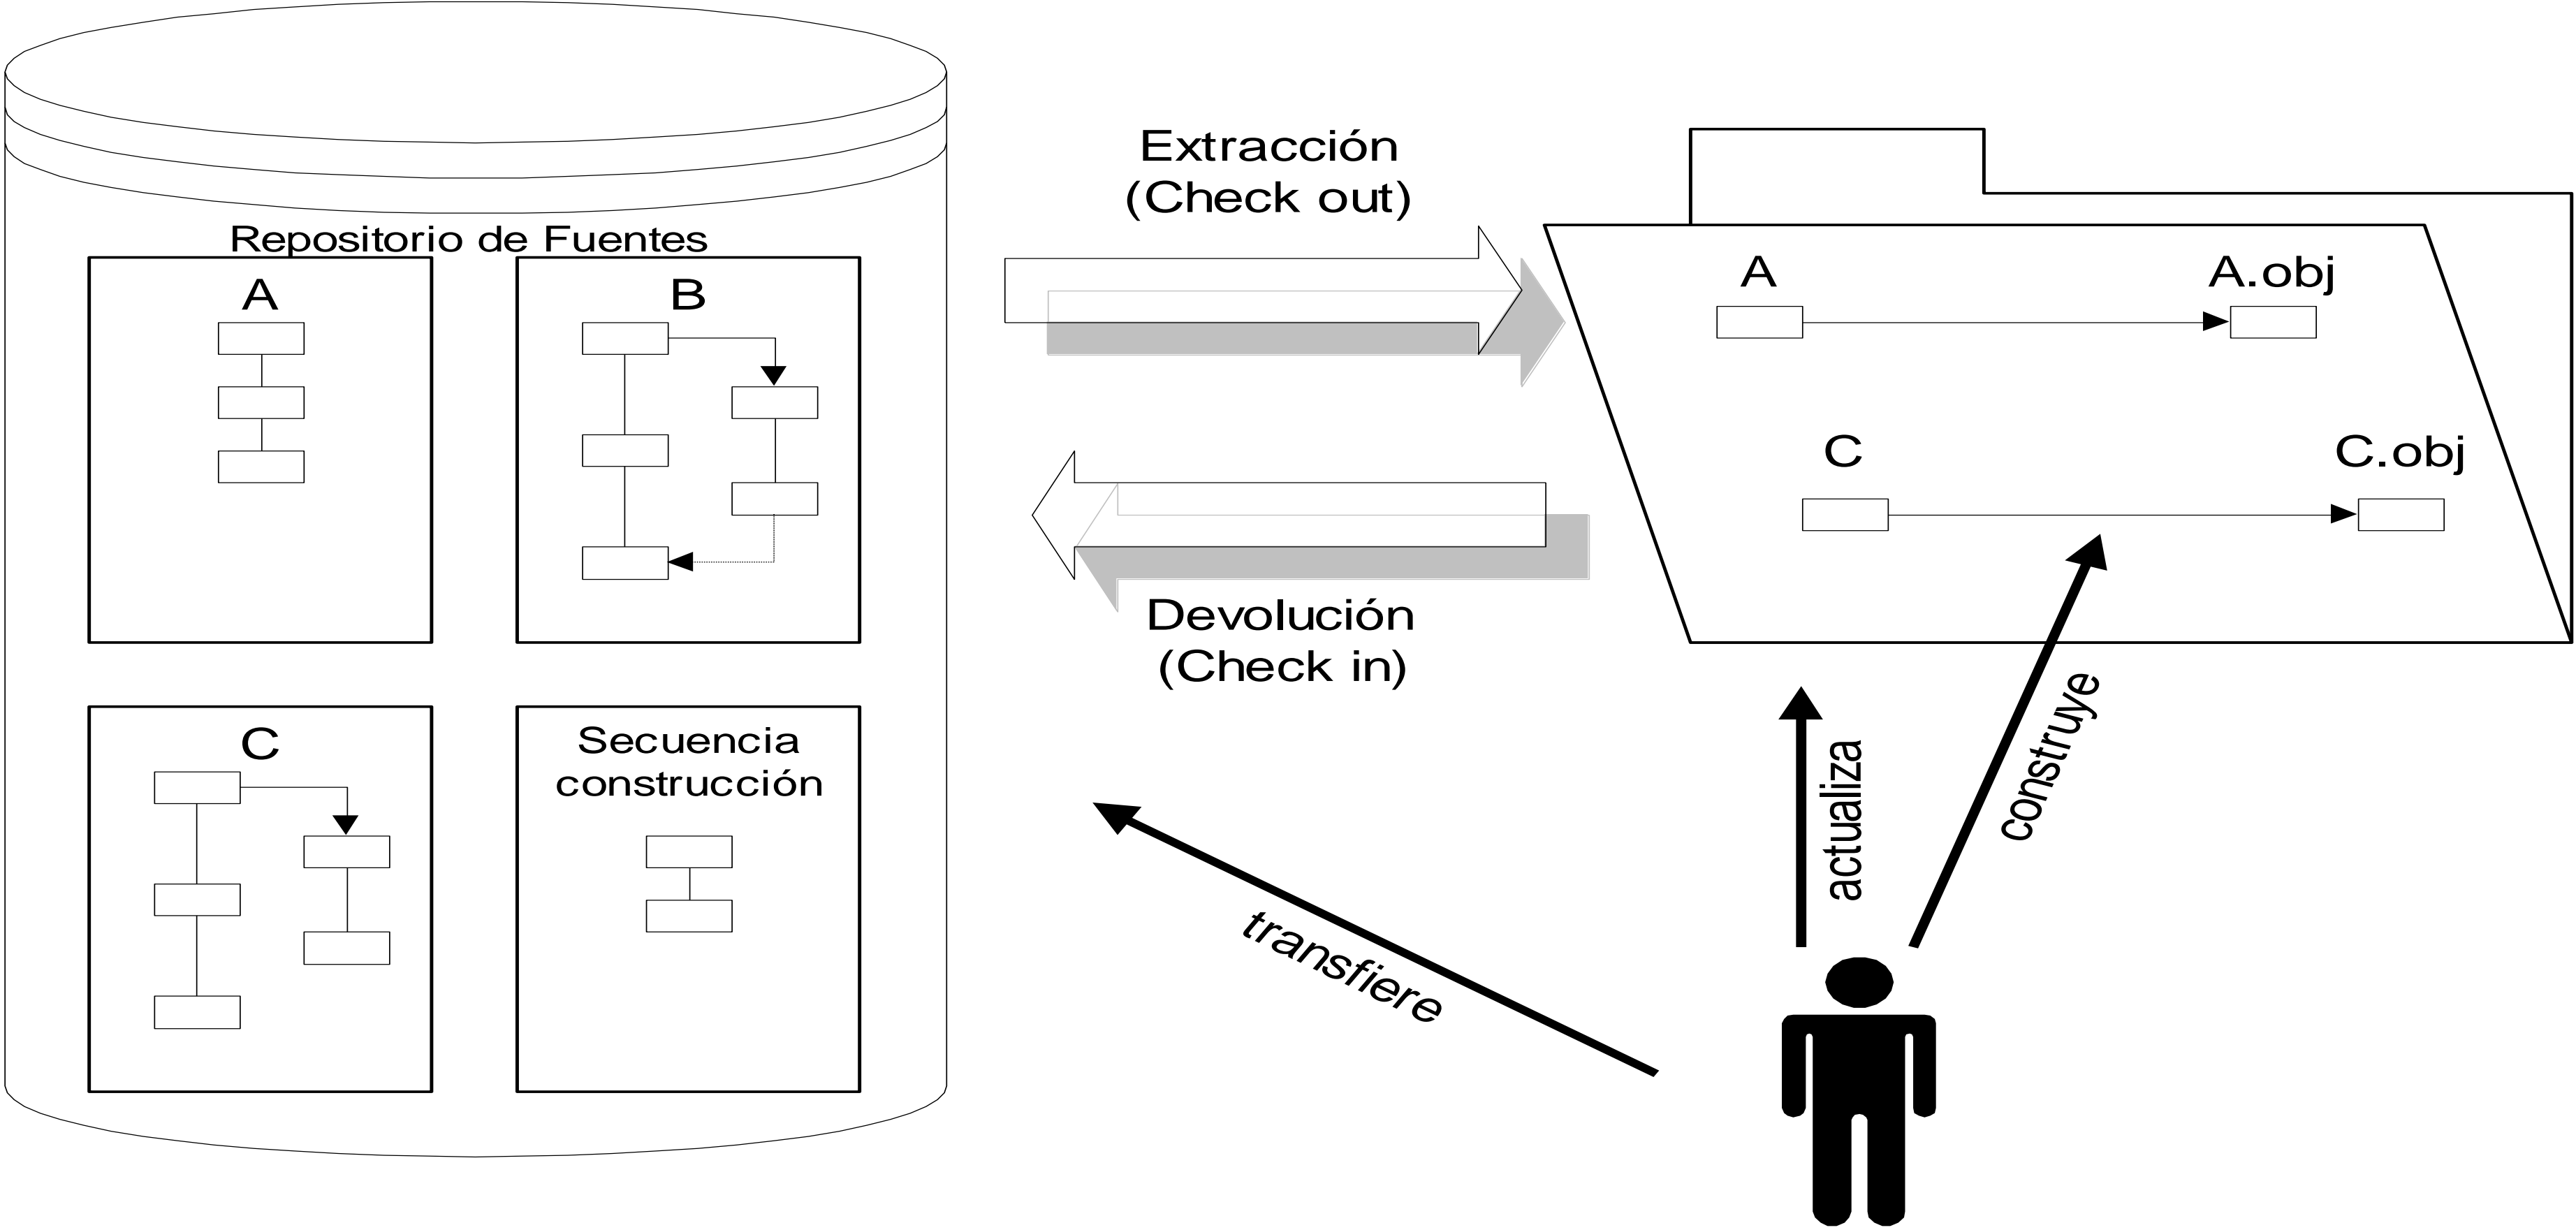 Repositorio de Fuentes
A
B
C
Secuencia
construcción
Extracción
(Check out)
Devolución
(Check in)
A
A.obj
C
C.obj
transfiere
actualiza
construye